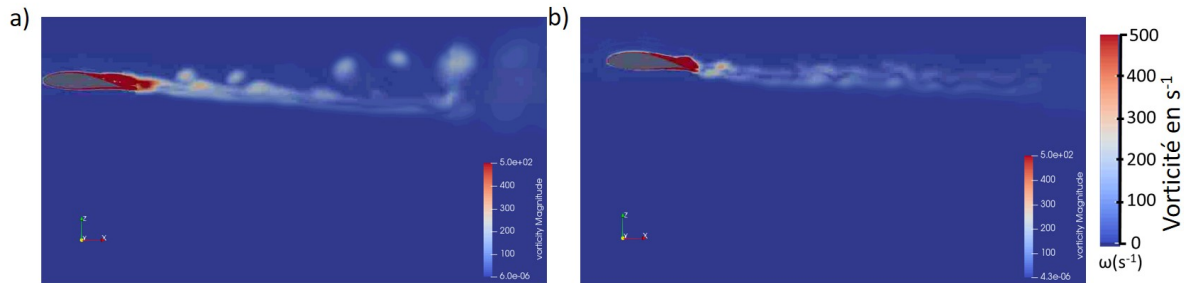 a)
5.0e+02
400
300
200
100
6.0e-06
vorticity Magnitude
Z
Y
X
b)
5.0e+02
400
300
200
100
4.3e-06
vorticity Magnitude
Z
Y
X
500
400
300
200
100
0
Vorticité en s-1
ω(s-1)